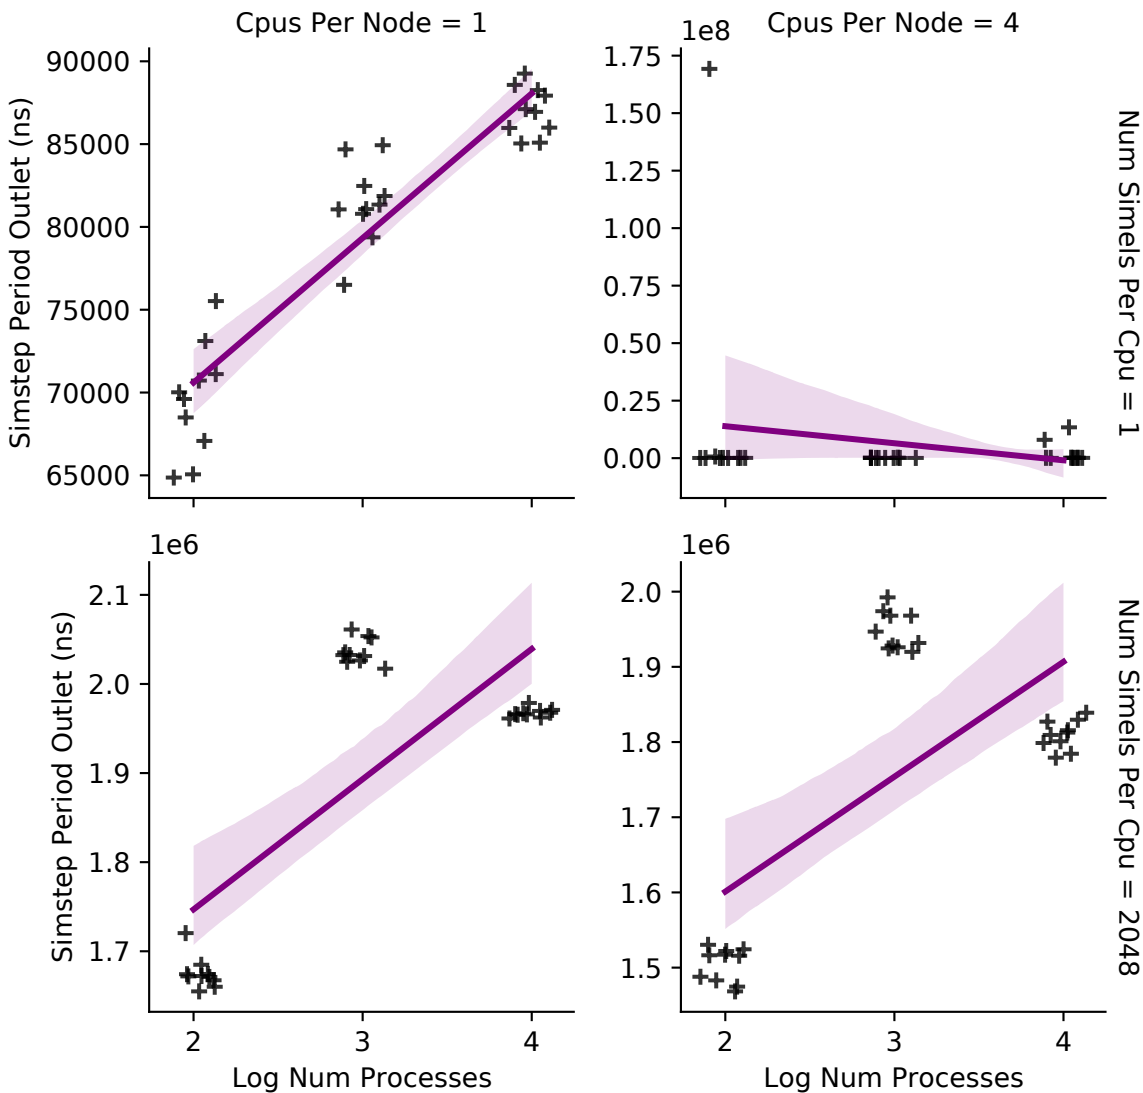 Cpus Per Node = 1
Cpus Per Node = 4
1e8
Simstep Period Outlet (ns)
90000
85000
80000
75000
70000
65000
1.75
1.50
1.25
1.00
0.75
0.50
0.25
0.00
Num Simels Per Cpu = 1
1e6
Simstep Period Outlet (ns)
2.1
2.0
1.9
1.8
1.7
2
3
4
Log Num Processes
1e6
2.0
1.9
1.8
1.7
1.6
1.5
2
3
4
Log Num Processes
Num Simels Per Cpu = 2048